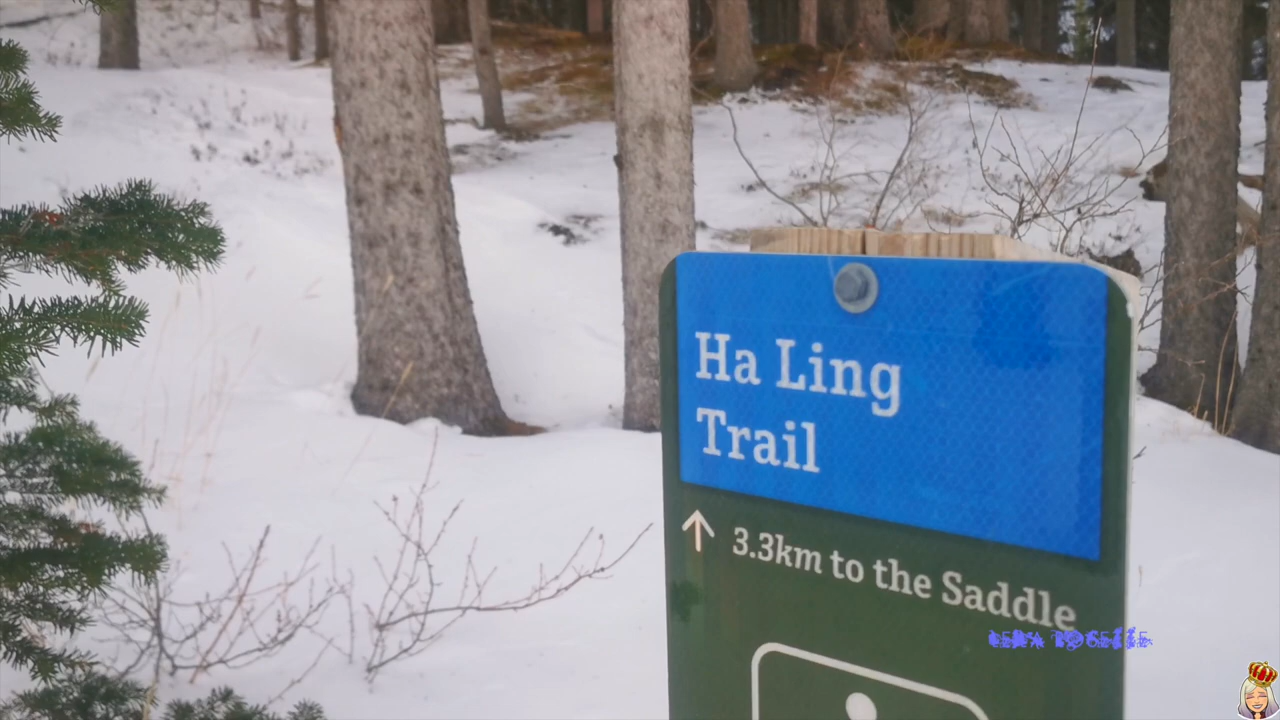 Ha Ling
Trail
↑ 3.3km to the Saddle